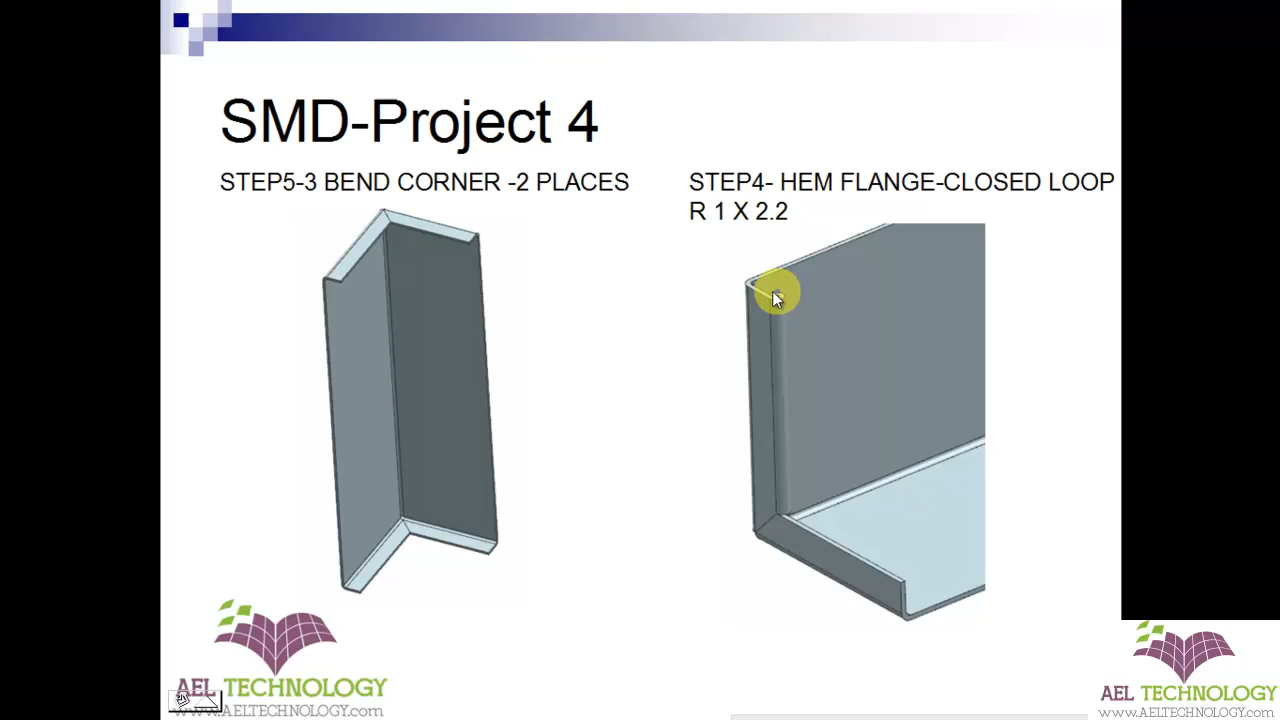 SMD-Project 4
STEP5-3 BEND CORNER -2 PLACES
STEP4- HEM FLANGE-CLOSED LOOP
R 1 X 2.2
AEL TECHNOLOGY
www.AELTECHNOLOGY.com
AEL TECHNOLOGY
www.AELTECHNOLOGY.com